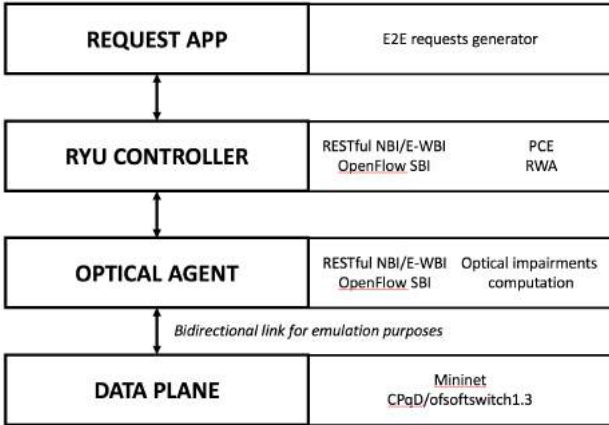 REQUEST APP
E2E requests generator
RYU CONTROLLER
RESTful NBI/E-WBI
OpenFlow SBI
PCE
RWA
OPTICAL AGENT
RESTful NBI/E-WBI
OpenFlow SBI
Optical impairments
computation
Bidirectional link for emulation purposes
DATA PLANE
Mininet
CPqD/ofsoftswitch1.3